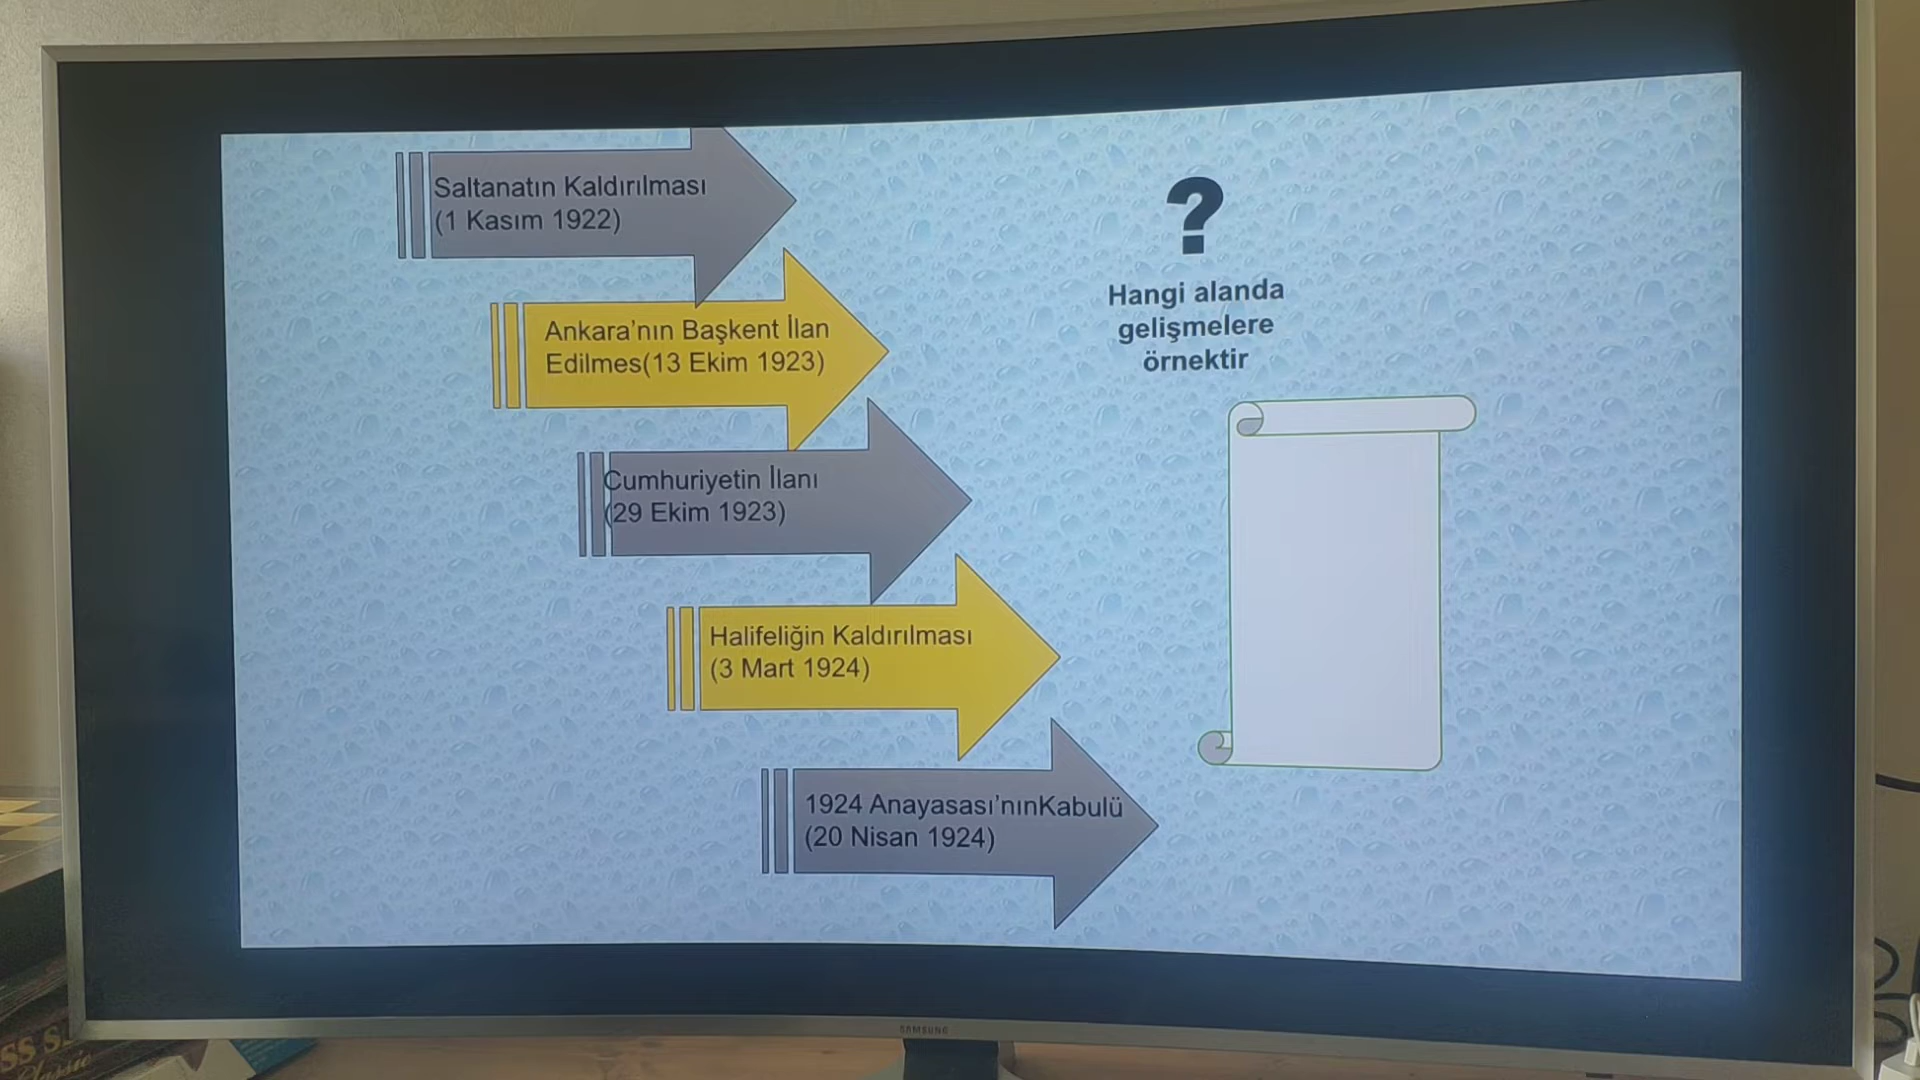 Saltanatın Kaldırılması
(1 Kasım 1922)
Ankara'nın Başkent İlan
Edilmes(13 Ekim 1923)
Cumhuriyetin İlanı
(29 Ekim 1923)
Halifeliğin Kaldırılması
(3 Mart 1924)
1924 Anayasası'nınKabulü
(20 Nisan 1924)
?
Hangi alanda
gelişmelere
örnektir
SAMSUNG
Classic